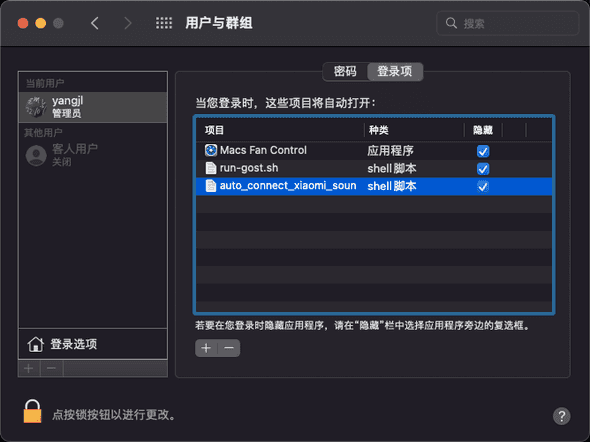 用户与群组
搜索
密码
登录项
当前用户
yangjl
管理员
其他用户
客人用户
关闭
登录选项
当您登录时，这些项目将自动打开：
项目 种类 隐藏
Macs Fan Control 应用程序
run-gost.sh shell 脚本
auto_connect_xiaomi_soun shell 脚本
若要在您登录时隐藏应用程序，请在“隐藏”栏中选择应用程序旁边的复选框。
点按锁按钮以进行更改。
?